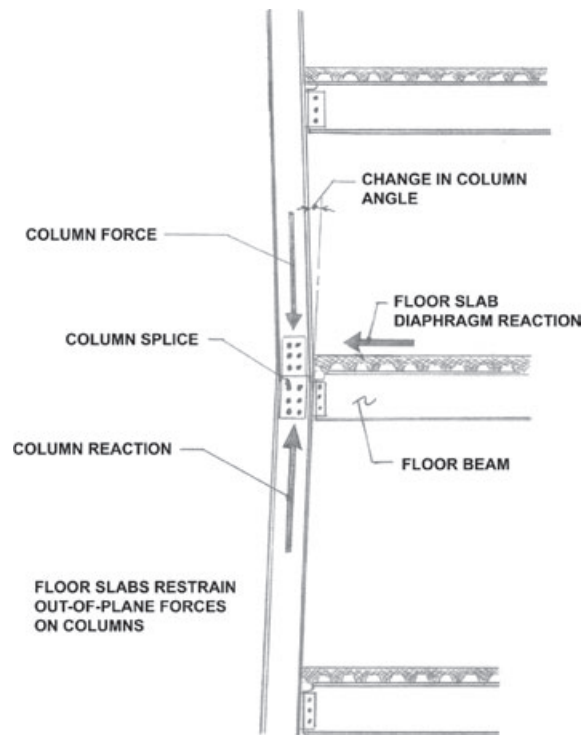 CHANGE IN COLUMN
ANGLE
COLUMN FORCE
FLOOR SLAB
DIAPHRAGM REACTION
COLUMN SPLICE
COLUMN REACTION
FLOOR BEAM
FLOOR SLABS RESTRAIN
OUT-OF-PLANE FORCES
ON COLUMNS